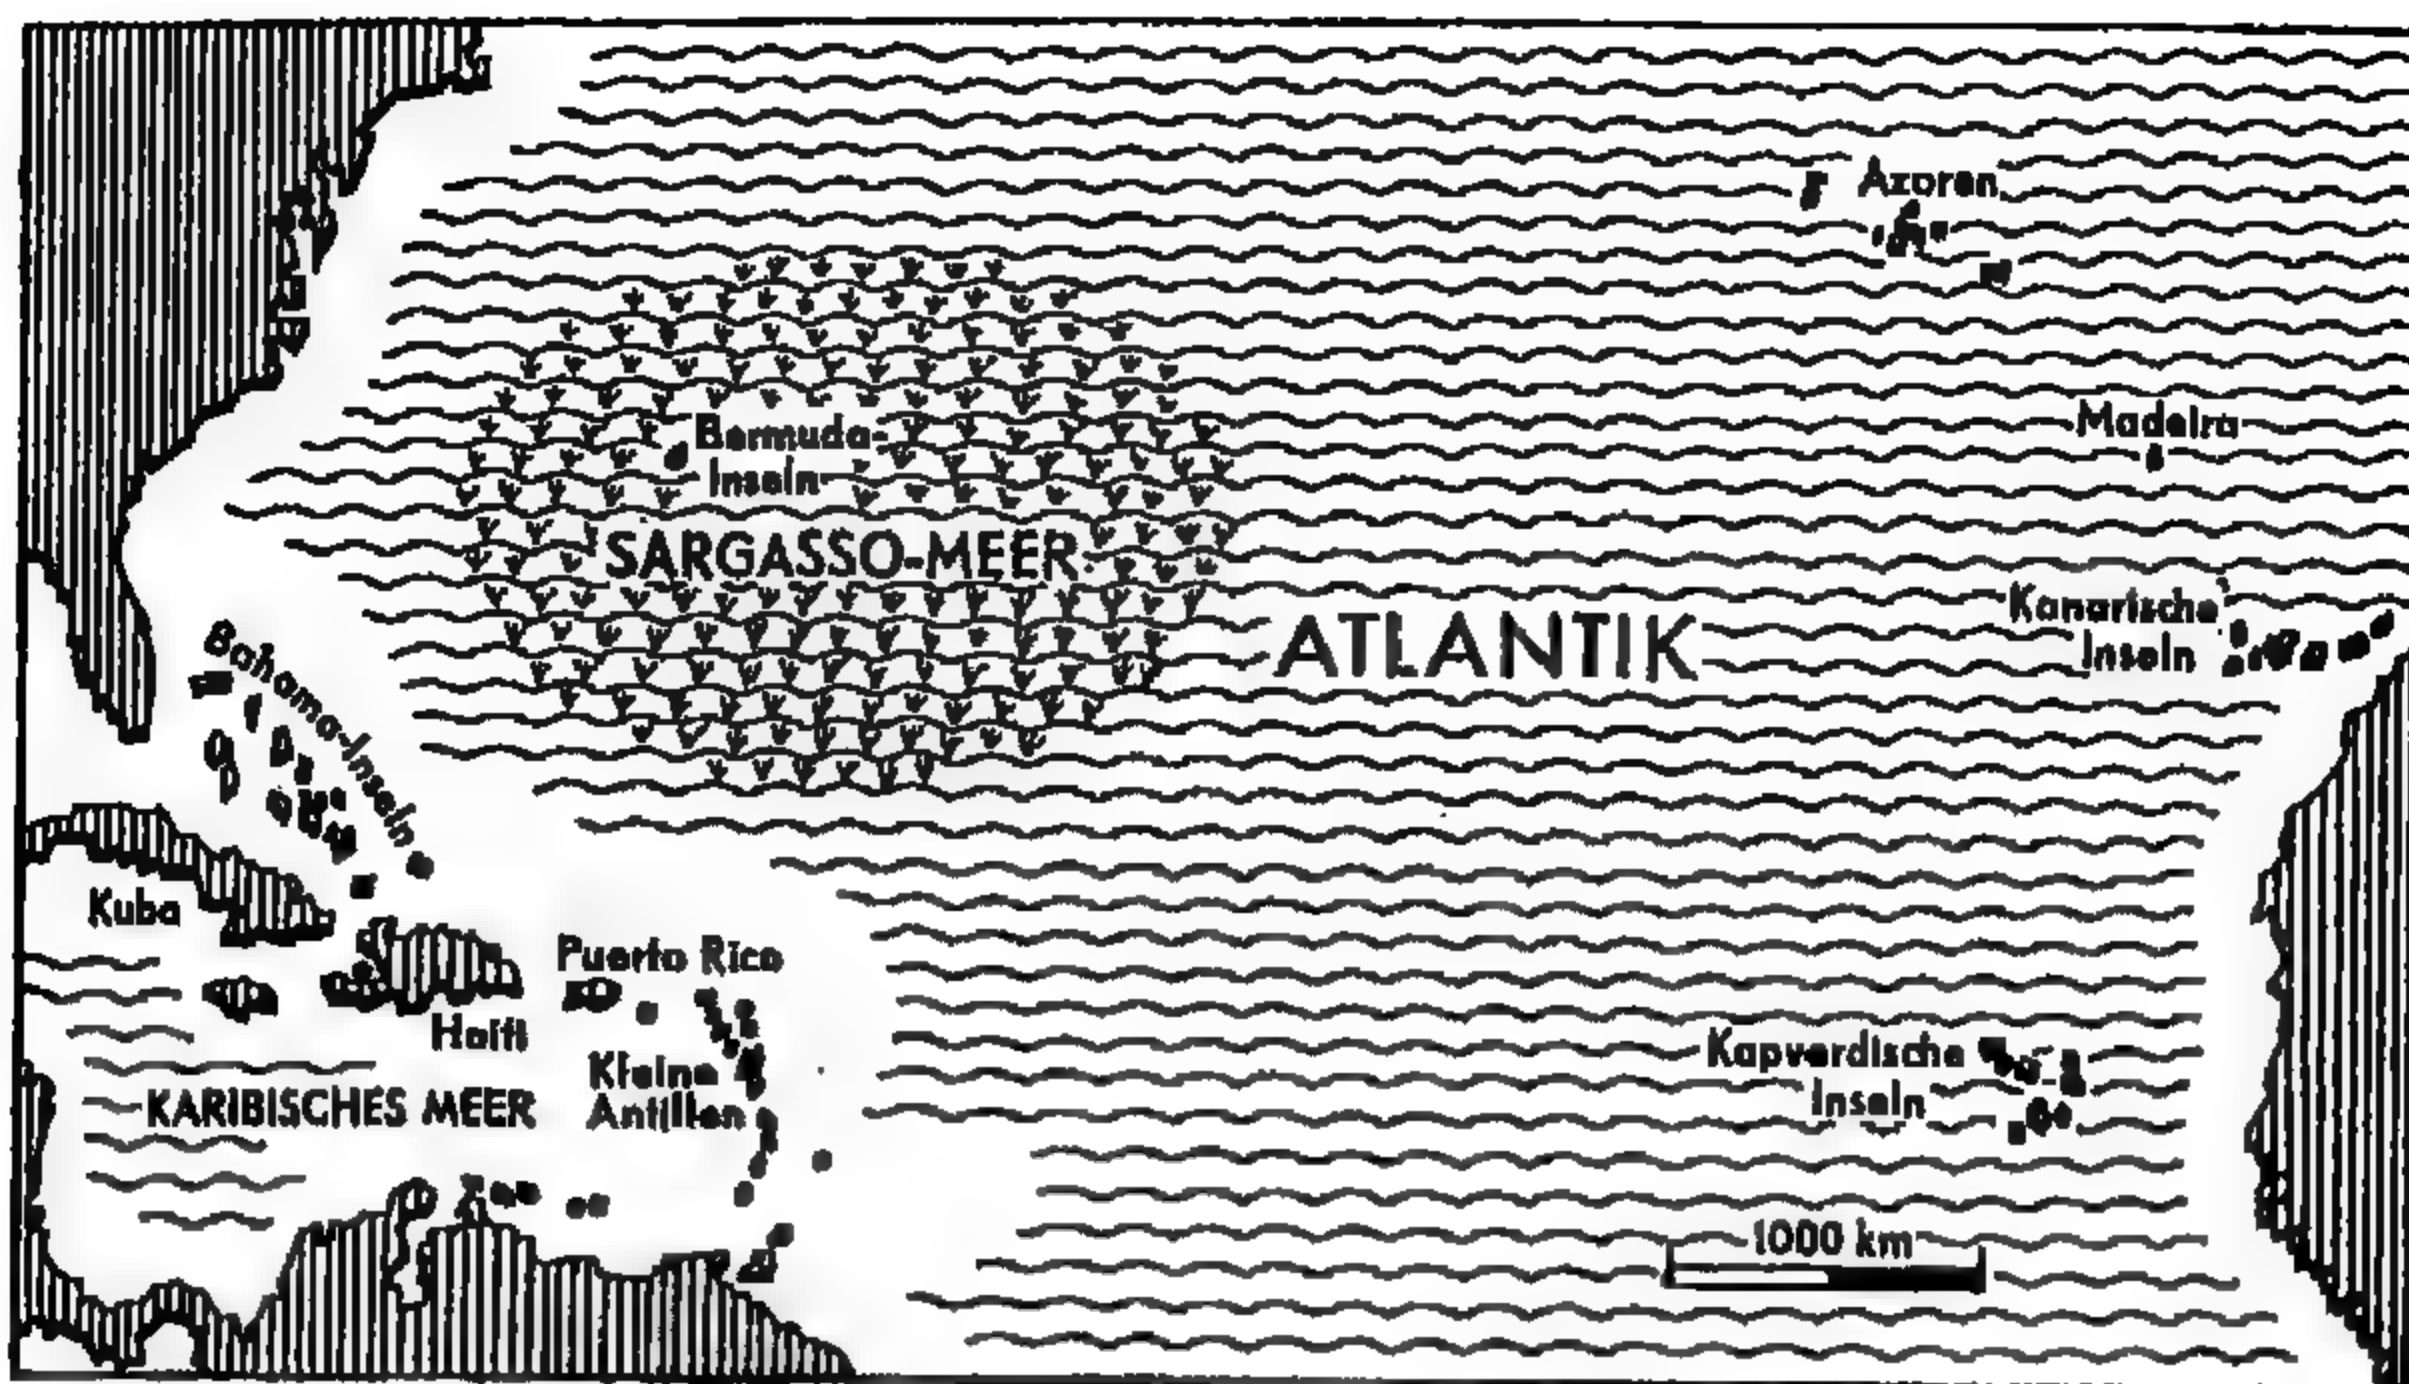 Azoren
Bermuda-
Inseln
Madeira
SARGASSO-MEER
Kanarische
Inseln
ATLANTIK
Bahama-Inseln
Kuba
Puerto Rico
Haiti
Kleine
Antillen
KARIBISCHES MEER
Kapverdische
Inseln
1000 km